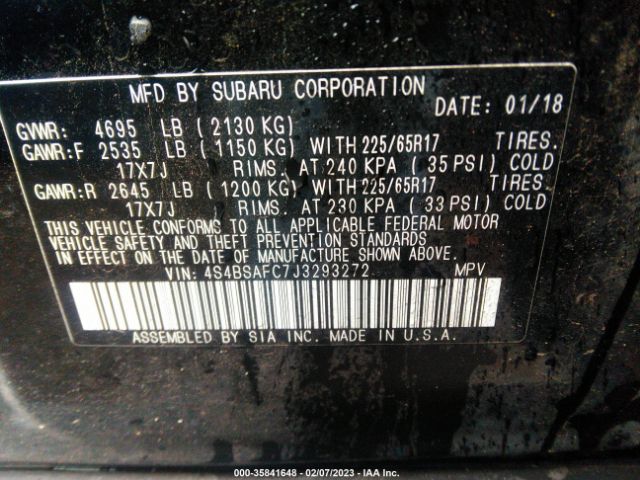 MFD BY SUBARU CORPORATION
DATE: 01/18
GVWR: 4695 LB ( 2130 KG)
GAWR:F 2535 LB ( 1150 KG) WITH 225/65R17 TIRES.
17X7J RIMS. AT 240 KPA ( 35 PSI) COLD
GAWR:R 2645 LB ( 1200 KG) WITH 225/65R17 TIRES.
17X7J RIMS. AT 230 KPA ( 33 PSI) COLD
THIS VEHICLE CONFORMS TO ALL APPLICABLE FEDERAL MOTOR
VEHICLE SAFETY AND THEFT PREVENTION STANDARDS
IN EFFECT ON THE DATE OF MANUFACTURE SHOWN ABOVE.
VIN: 4S4BSAFC7J3293272 MPV
ASSEMBLED BY SIA INC. MADE IN U.S.A.
000-35841648 - 02/07/2023 - IAA Inc.